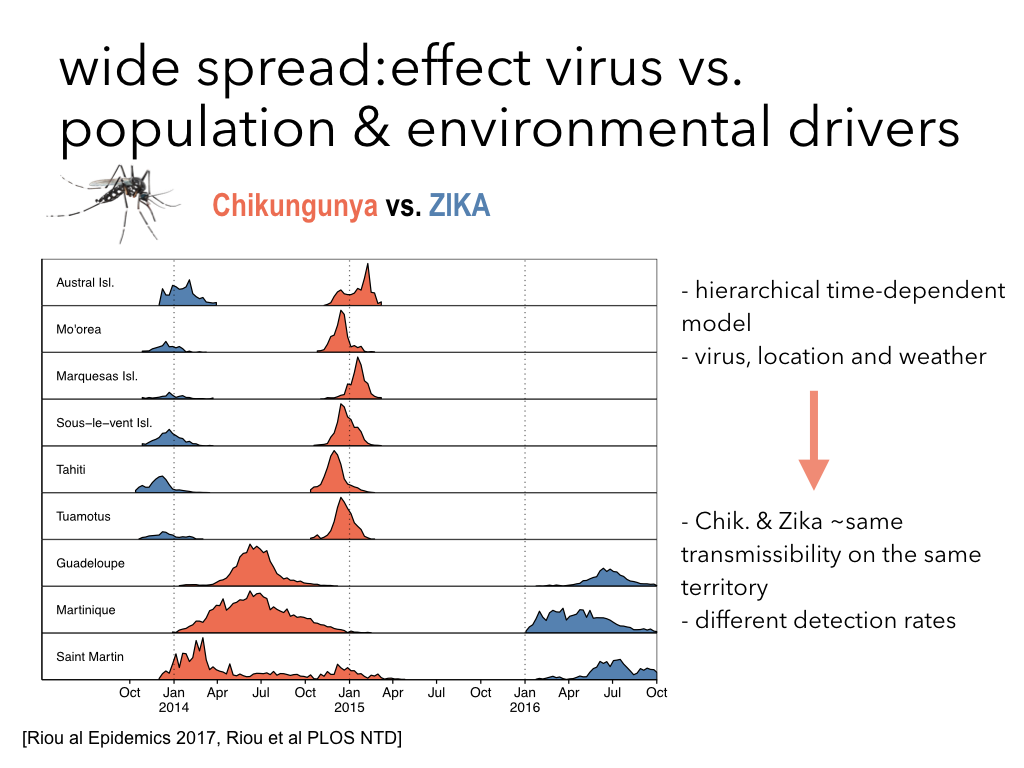 wide spread:effect virus vs.
population & environmental drivers
Chikungunya vs. ZIKA
Austral Isl.
Mo'orea
Marquesas Isl.
Sous−le−vent Isl.
Tahiti
Tuamotus
Guadeloupe
Martinique
Saint Martin
Oct Jan Apr Jul Oct Jan Apr Jul Oct Jan Apr Jul Oct
2014 2015 2016
- hierarchical time-dependent
model
- virus, location and weather
- Chik. & Zika ~same
transmissibility on the same
territory
- different detection rates
[Riou al Epidemics 2017, Riou et al PLOS NTD]